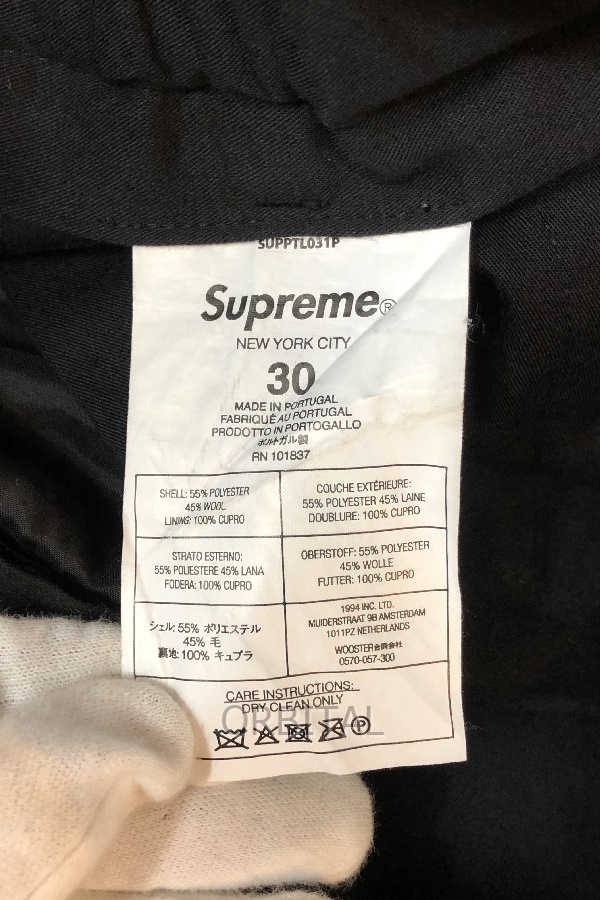 SUPPTL031P
Supreme®
NEW YORK CITY
30
MADE IN PORTUGAL
FABRIQUÉ AU PORTUGAL
PRODOTTO IN PORTOGALLO
ポルトガル製
RN 101837
SHELL: 55% POLYESTER
45% WOOL
LINING: 100% CUPRO
COUCHE EXTÉRIEURE:
55% POLYESTER 45% LAINE
DOUBLURE: 100% CUPRO
STRATO ESTERNO:
55% POLIESTERE 45% LANA
FODERA: 100% CUPRO
OBERSTOFF: 55% POLYESTER
45% WOLLE
FUTTER: 100% CUPRO
シェル: 55% ポリエステル
45% 毛
裏地: 100% キュプラ
1994 INC. LTD.
MUIDERSTRAAT 9B AMSTERDAM
1011PZ NETHERLANDS
WOOSTER合同会社
0570-057-300
CARE INSTRUCTIONS:
DRY CLEAN ONLY
ORBITAL
P